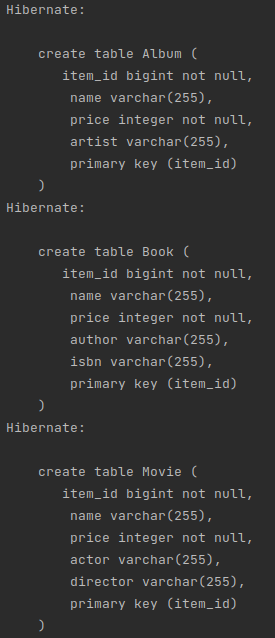 Hibernate:
create table Album (
item_id bigint not null,
name varchar(255),
price integer not null,
artist varchar(255),
primary key (item_id)
)
Hibernate:
create table Book (
item_id bigint not null,
name varchar(255),
price integer not null,
author varchar(255),
isbn varchar(255),
primary key (item_id)
)
Hibernate:
create table Movie (
item_id bigint not null,
name varchar(255),
price integer not null,
actor varchar(255),
director varchar(255),
primary key (item_id)
)